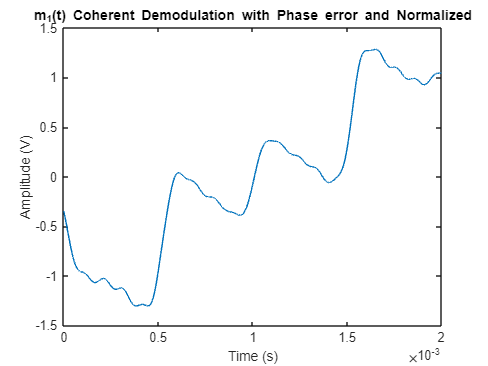 m₁(t) Coherent Demodulation with Phase error and Normalized
1.5
1
0.5
0
-0.5
-1
-1.5
Amplitude (V)
0 0.5 1 1.5 2
Time (s)
×10⁻³